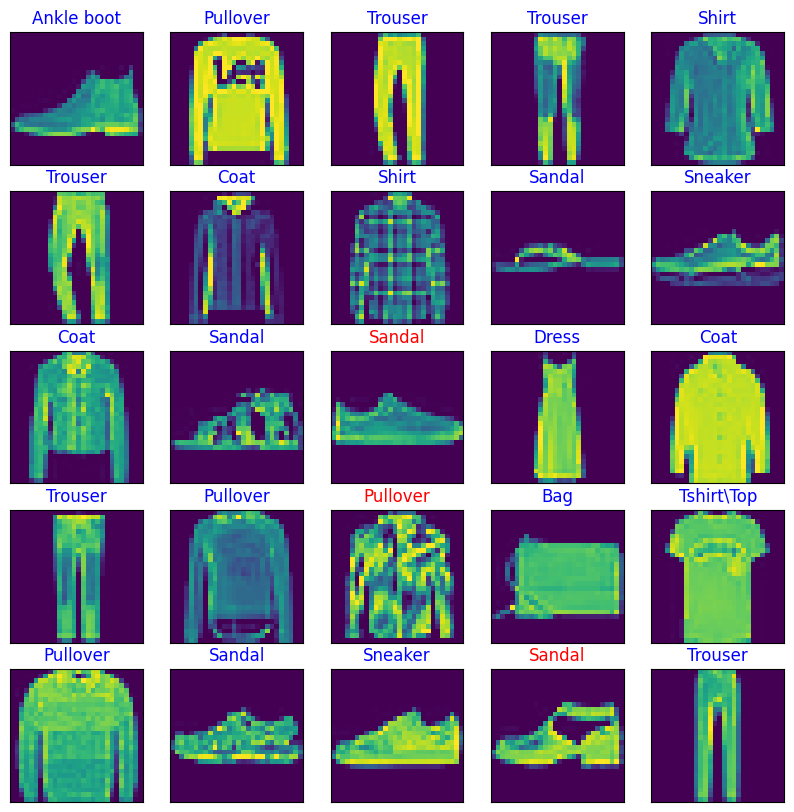 Ankle boot Pullover Trouser Trouser Shirt
Lee
Trouser Coat Shirt Sandal Sneaker
Coat Sandal Sandal Dress Coat
Trouser Pullover Pullover Bag Tshirt\Top
Pullover Sandal Sneaker Sandal Trouser